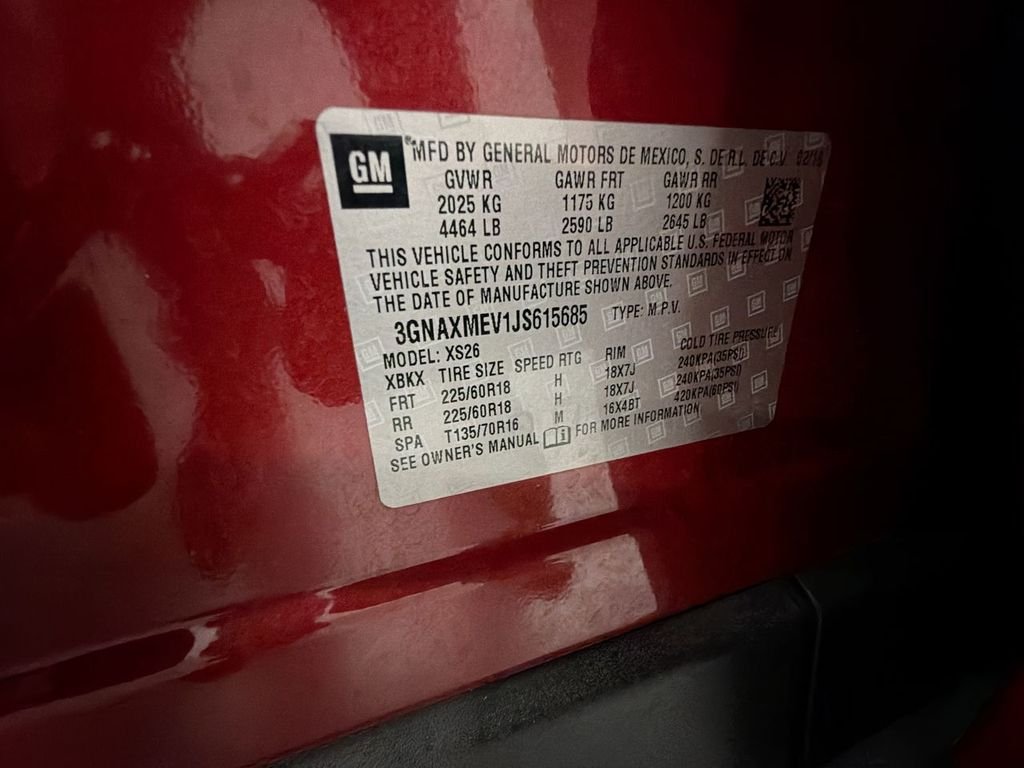 GM
® MFD BY GENERAL MOTORS DE MEXICO, S. DE R.L. DE C.V. 02/18
GVWR GAWR FRT GAWR RR
2025 KG 1175 KG 1200 KG
4464 LB 2590 LB 2645 LB
THIS VEHICLE CONFORMS TO ALL APPLICABLE U.S. FEDERAL MOTOR
VEHICLE SAFETY AND THEFT PREVENTION STANDARDS IN EFFECT ON
THE DATE OF MANUFACTURE SHOWN ABOVE.
3GNAXMEV1JS615685 TYPE: M.P.V.
MODEL: XS26
XBKX TIRE SIZE SPEED RTG RIM COLD TIRE PRESSURE
FRT 225/60R18 H 18X7J 240KPA(35PSI)
RR 225/60R18 H 18X7J 240KPA(35PSI)
SPA T135/70R16 M 16X4BT 420KPA(60PSI)
SEE OWNER'S MANUAL i FOR MORE INFORMATION